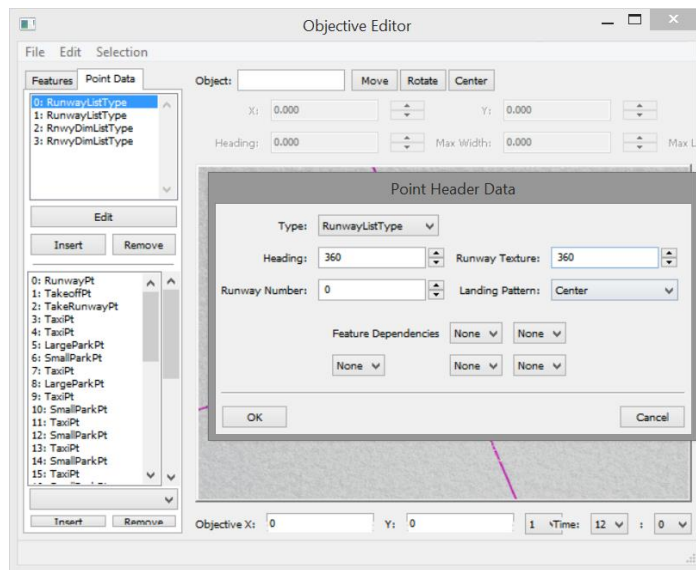 Objective Editor
File Edit Selection
Features Point Data
Object: Move Rotate Center
0: RunwayListType
1: RunwayListType
2: RnwyDimListType
3: RnwyDimListType
X: 0.000 Y: 0.000
Heading: 0.000 Max Width: 0.000 Max L
Edit
Insert Remove
0: RunwayPt
1: TakeoffPt
2: TakeRunwayPt
3: TaxiPt
4: TaxiPt
5: LargeParkPt
6: SmallParkPt
7: TaxiPt
8: LargeParkPt
9: TaxiPt
10: SmallParkPt
11: TaxiPt
12: SmallParkPt
13: TaxiPt
14: SmallParkPt
15: TaxiPt
Insert Remove
Point Header Data
Type: RunwayListType
Heading: 360 Runway Texture: 360
Runway Number: 0 Landing Pattern: Center
Feature Dependencies None None
None None None
OK Cancel
Objective X: 0 Y: 0 1 Time: 12 : 0